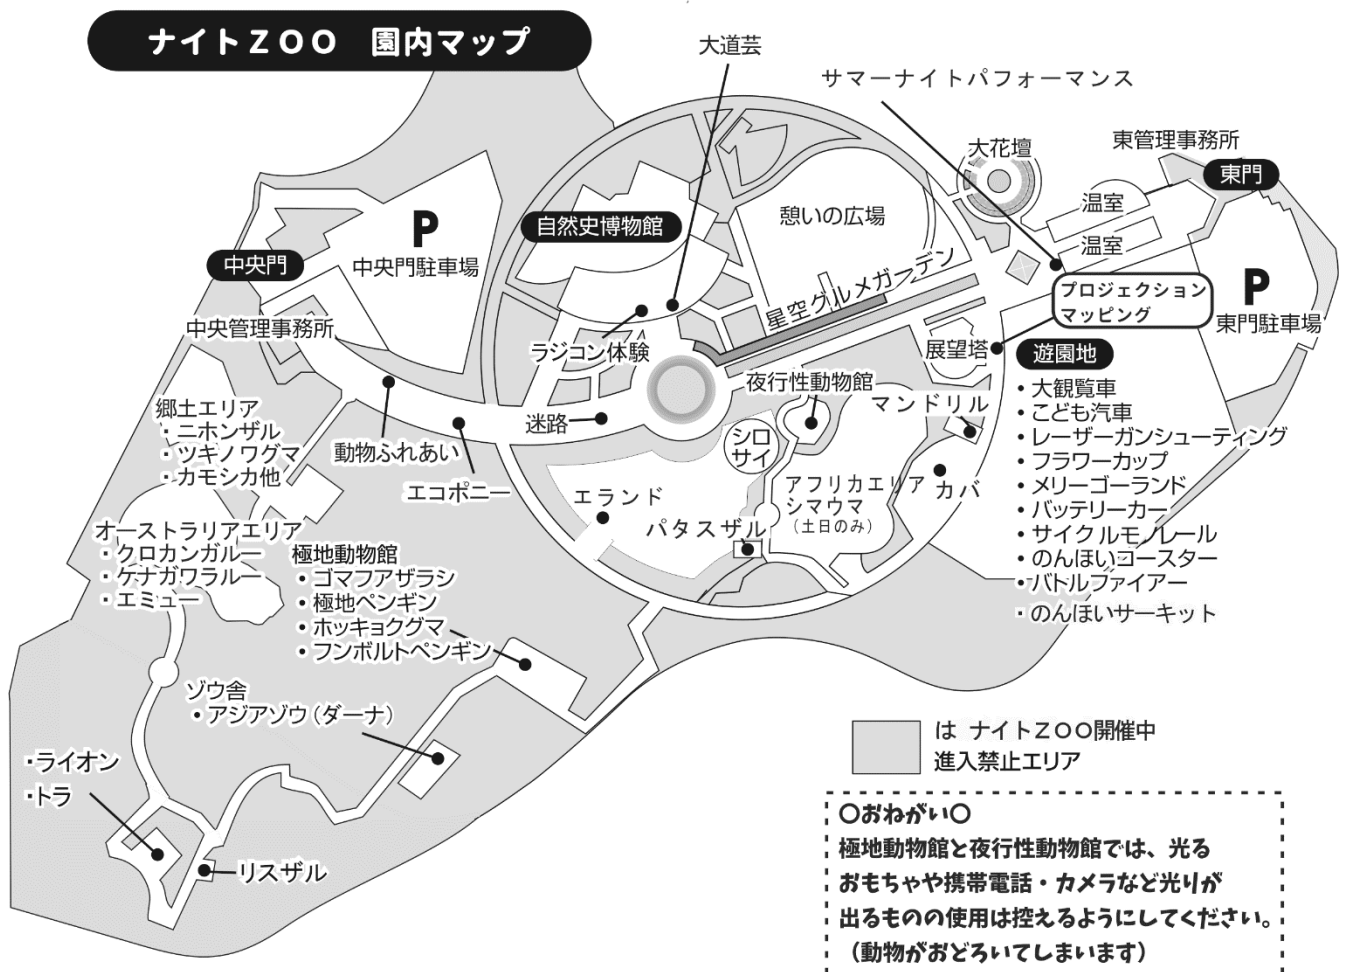 ナイトZOO 園内マップ
大道芸
サマーナイトパフォーマンス
大花壇
東管理事務所
東門
温室
温室
憩いの広場
自然史博物館
P
中央門駐車場
中央門
中央管理事務所
星空グルメガーデン
プロジェクション
マッピング
P
東門駐車場
ラジコン体験
展望塔
遊園地
・大観覧車
・こども汽車
・レーザーガンシューティング
・フラワーカップ
・メリーゴーランド
・バッテリーカー
・サイクルモノレール
・のんほいコースター
・バトルファイアー
・のんほいサーキット
夜行性動物館
マンドリル
迷路
シロ
サイ
動物ふれあい
エコポニー
郷土エリア
・ニホンザル
・ツキノワグマ
・カモシカ他
エランド
アフリカエリア
シマウマ
（土日のみ）
カバ
パタスザル
オーストラリアエリア
・クロカンガルー
・ケナガワラルー
・エミュー
極地動物館
・ゴマフアザラシ
・極地ペンギン
・ホッキョクグマ
・フンボルトペンギン
ゾウ舎
・アジアゾウ（ダーナ）
・ライオン
・トラ
リスザル
は ナイトZOO開催中
進入禁止エリア
〇おねがい〇
極地動物館と夜行性動物館では、光る
おもちゃや携帯電話・カメラなど光りが
出るものの使用は控えるようにしてください。
（動物がおどろいてしまいます）